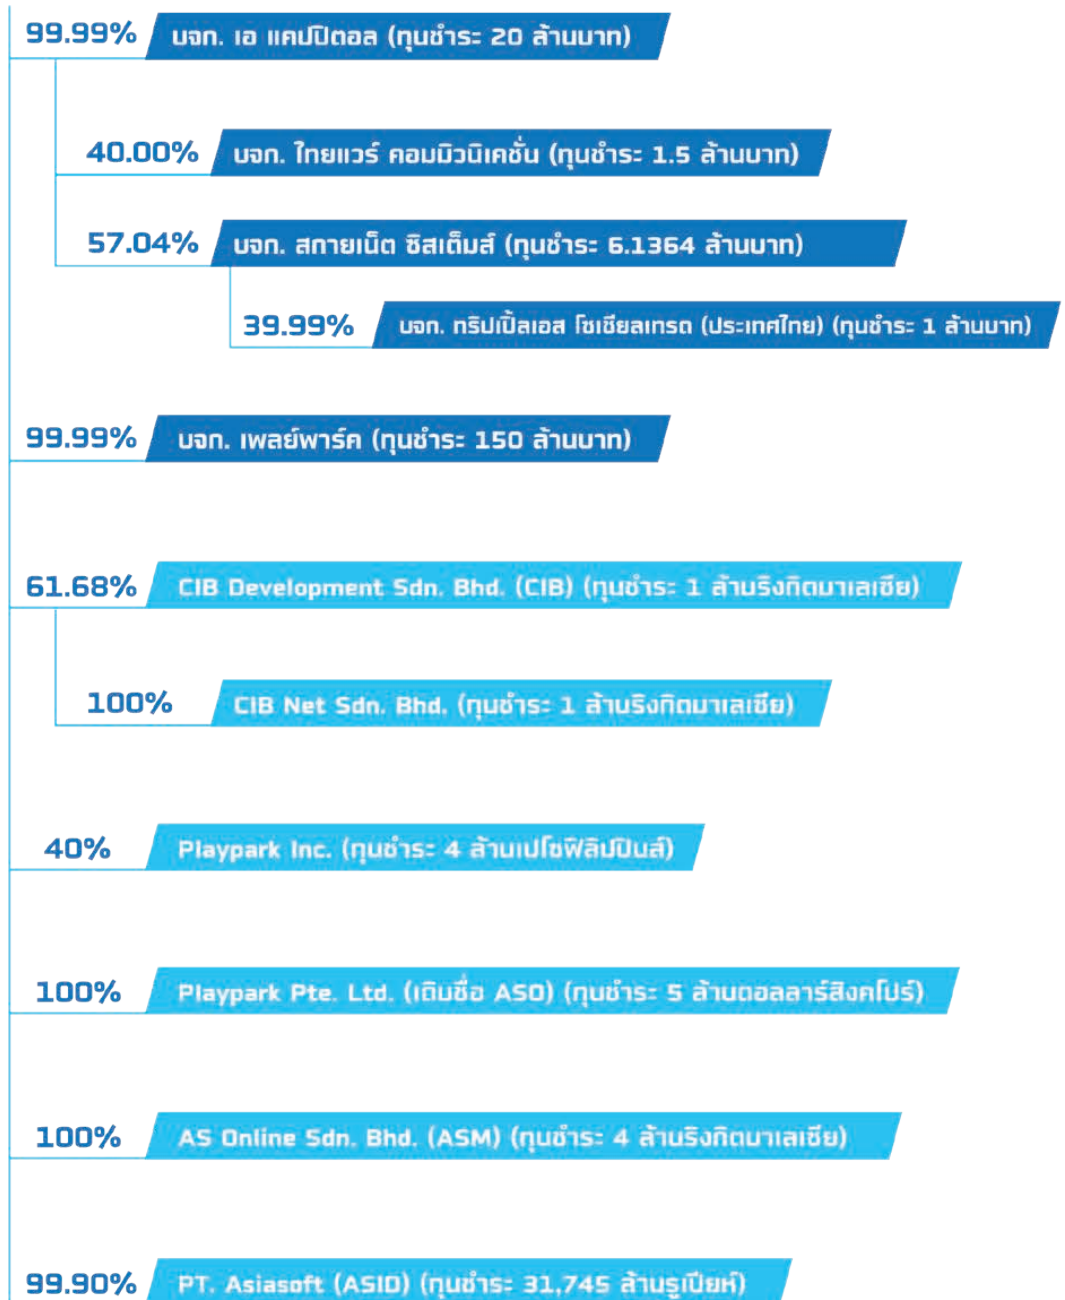 99.99% บจก. เอ แคปปิตอล (ทุนชำระ 20 ล้านบาท)
40.00% บจก. ไทยแวร์ คอมมิวนิเคชั่น (ทุนชำระ 1.5 ล้านบาท)
57.04% บจก. สกายเน็ต ซิสเต็มส์ (ทุนชำระ 6.1364 ล้านบาท)
39.99% บจก. ทริปเปิ้ลเอส โซเชียลเทรด (ประเทศไทย) (ทุนชำระ 1 ล้านบาท)
99.99% บจก. เพลย์พาร์ค (ทุนชำระ 150 ล้านบาท)
61.68% CIB Development Sdn. Bhd. (CIB) (ทุนชำระ 1 ล้านริงกิตมาเลเซีย)
100% CIB Net Sdn. Bhd. (ทุนชำระ 1 ล้านริงกิตมาเลเซีย)
40% Playpark Inc. (ทุนชำระ 4 ล้านเปโซฟิลิปปินส์)
100% Playpark Pte. Ltd. (เดิมชื่อ ASO) (ทุนชำระ 5 ล้านดอลลาร์สิงคโปร์)
100% AS Online Sdn. Bhd. (ASM) (ทุนชำระ 4 ล้านริงกิตมาเลเซีย)
99.90% PT. Asiasoft (ASID) (ทุนชำระ 31,745 ล้านรูเปียห์)